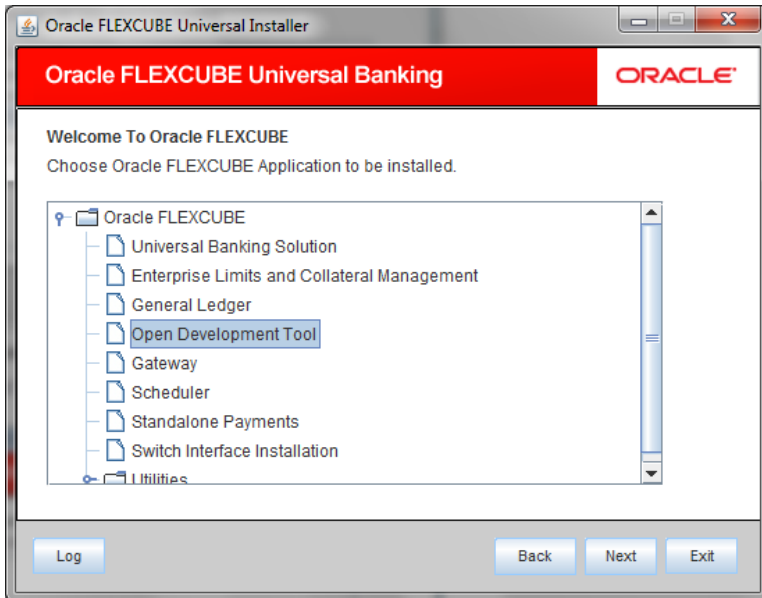 Oracle FLEXCUBE Universal Installer
Oracle FLEXCUBE Universal Banking
ORACLE
Welcome To Oracle FLEXCUBE
Choose Oracle FLEXCUBE Application to be installed.
Oracle FLEXCUBE
Universal Banking Solution
Enterprise Limits and Collateral Management
General Ledger
Open Development Tool
Gateway
Scheduler
Standalone Payments
Switch Interface Installation
Utilities
Log Back Next Exit